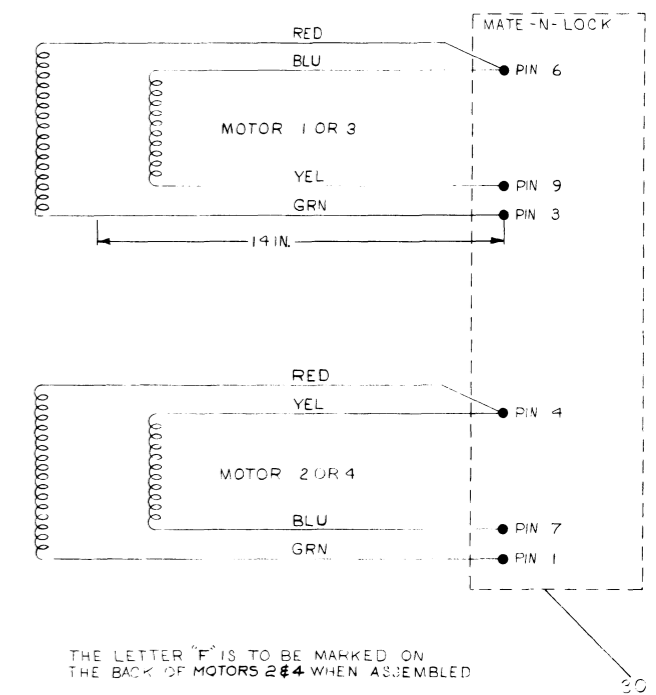 MATE-N-LOCK
RED
BLU
PIN 6
MOTOR 1 OR 3
YEL
PIN 9
GRN
PIN 3
14 IN.
RED
YEL
PIN 4
MOTOR 2 OR 4
BLU
PIN 7
GRN
PIN 1
THE LETTER "F" IS TO BE MARKED ON
THE BACK OF MOTORS 2 & 4 WHEN ASSEMBLED
30